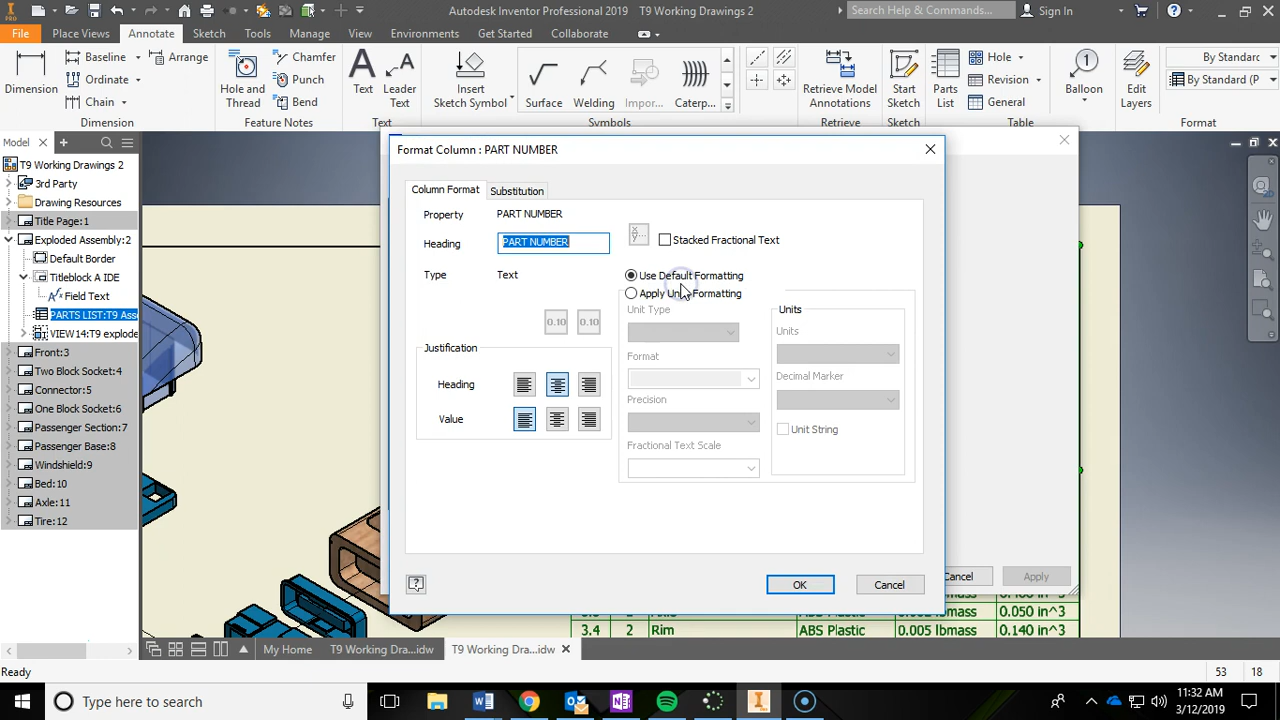 Autodesk Inventor Professional 2019 T9 Working Drawings 2
Search Help & Commands...
Sign In
File Place Views Annotate Sketch Tools Manage View Environments Get Started Collaborate
Dimension
Baseline
Ordinate
Chain
Arrange
Dimension
Hole and Thread
Chamfer
Punch
Bend
Feature Notes
Text
Leader Text
Text
Insert Sketch Symbol
Surface
Welding
Impor...
Caterp...
Symbols
Retrieve Model Annotations
Retrieve
Start Sketch
Sketch
Parts List
Hole
Revision
General
Table
Balloon
Edit Layers
By Standard
By Standard (P
Format
Model
T9 Working Drawings 2
3rd Party
Drawing Resources
Title Page:1
Exploded Assembly:2
Default Border
Titleblock A IDE
Field Text
PARTS LIST:T9 Asse
VIEW14:T9 explode
Front:3
Two Block Socket:4
Connector:5
One Block Socket:6
Passenger Section:7
Passenger Base:8
Windshield:9
Bed:10
Axle:11
Tire:12
Format Column : PART NUMBER
Column Format Substitution
Property PART NUMBER
Heading PART NUMBER
Stacked Fractional Text
Type Text
Use Default Formatting
Apply Unit Formatting
Unit Type
Format
Precision
Fractional Text Scale
Units
Units
Decimal Marker
Unit String
0.10 0.10
Justification
Heading
Value
OK Cancel
Cancel Apply
0.050 in^3
3.4 2 Rim ABS Plastic 0.005 lbmass 0.140 in^3
My Home T9 Working Dra...idw T9 Working Dra...idw
Ready 53 18
Type here to search
11:32 AM
3/12/2019